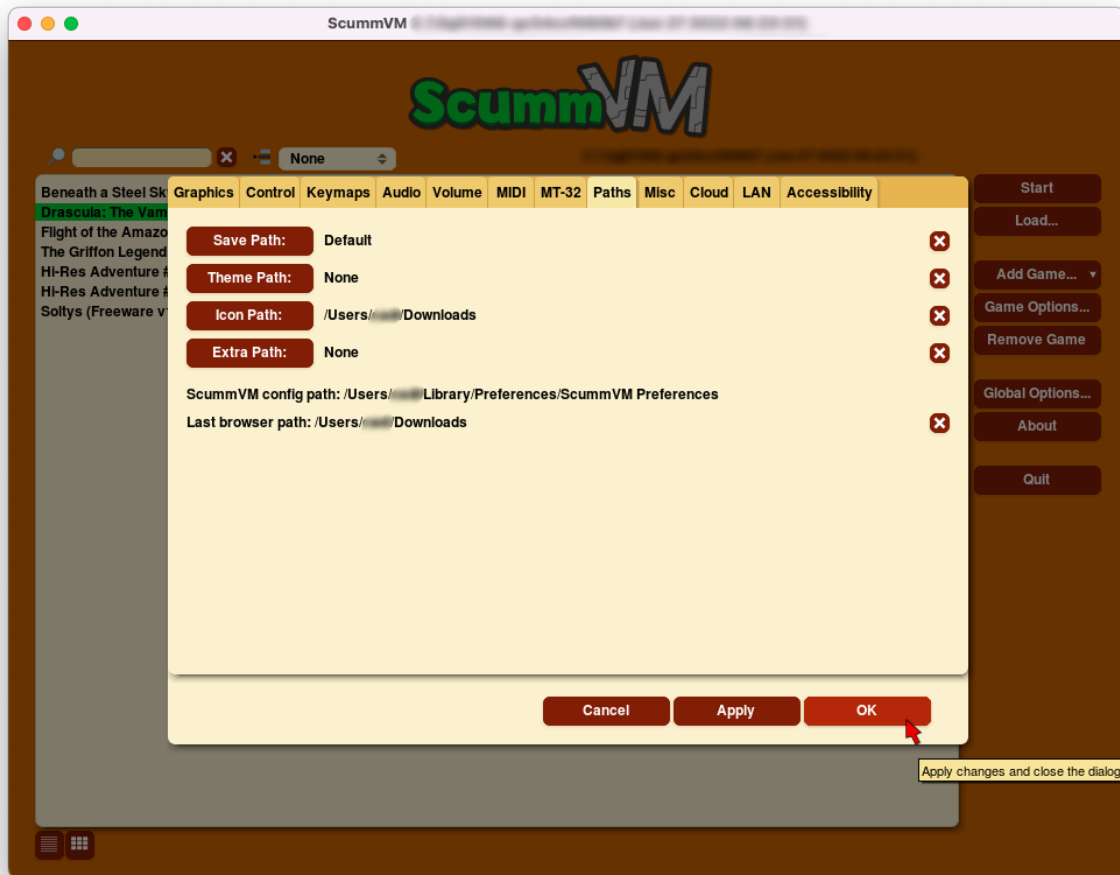 ScummVM
ScummVM
None
Beneath a Steel Sk
Drascula: The Vam
Flight of the Amazo
The Griffon Legend
Hi-Res Adventure #
Hi-Res Adventure #
Soltys (Freeware v
Graphics Control Keymaps Audio Volume MIDI MT-32 Paths Misc Cloud LAN Accessibility
Save Path: Default
Theme Path: None
Icon Path: /Users/ /Downloads
Extra Path: None
ScummVM config path: /Users/ Library/Preferences/ScummVM Preferences
Last browser path: /Users/ /Downloads
Cancel Apply OK
Apply changes and close the dialog
Start
Load...
Add Game...
Game Options...
Remove Game
Global Options...
About
Quit